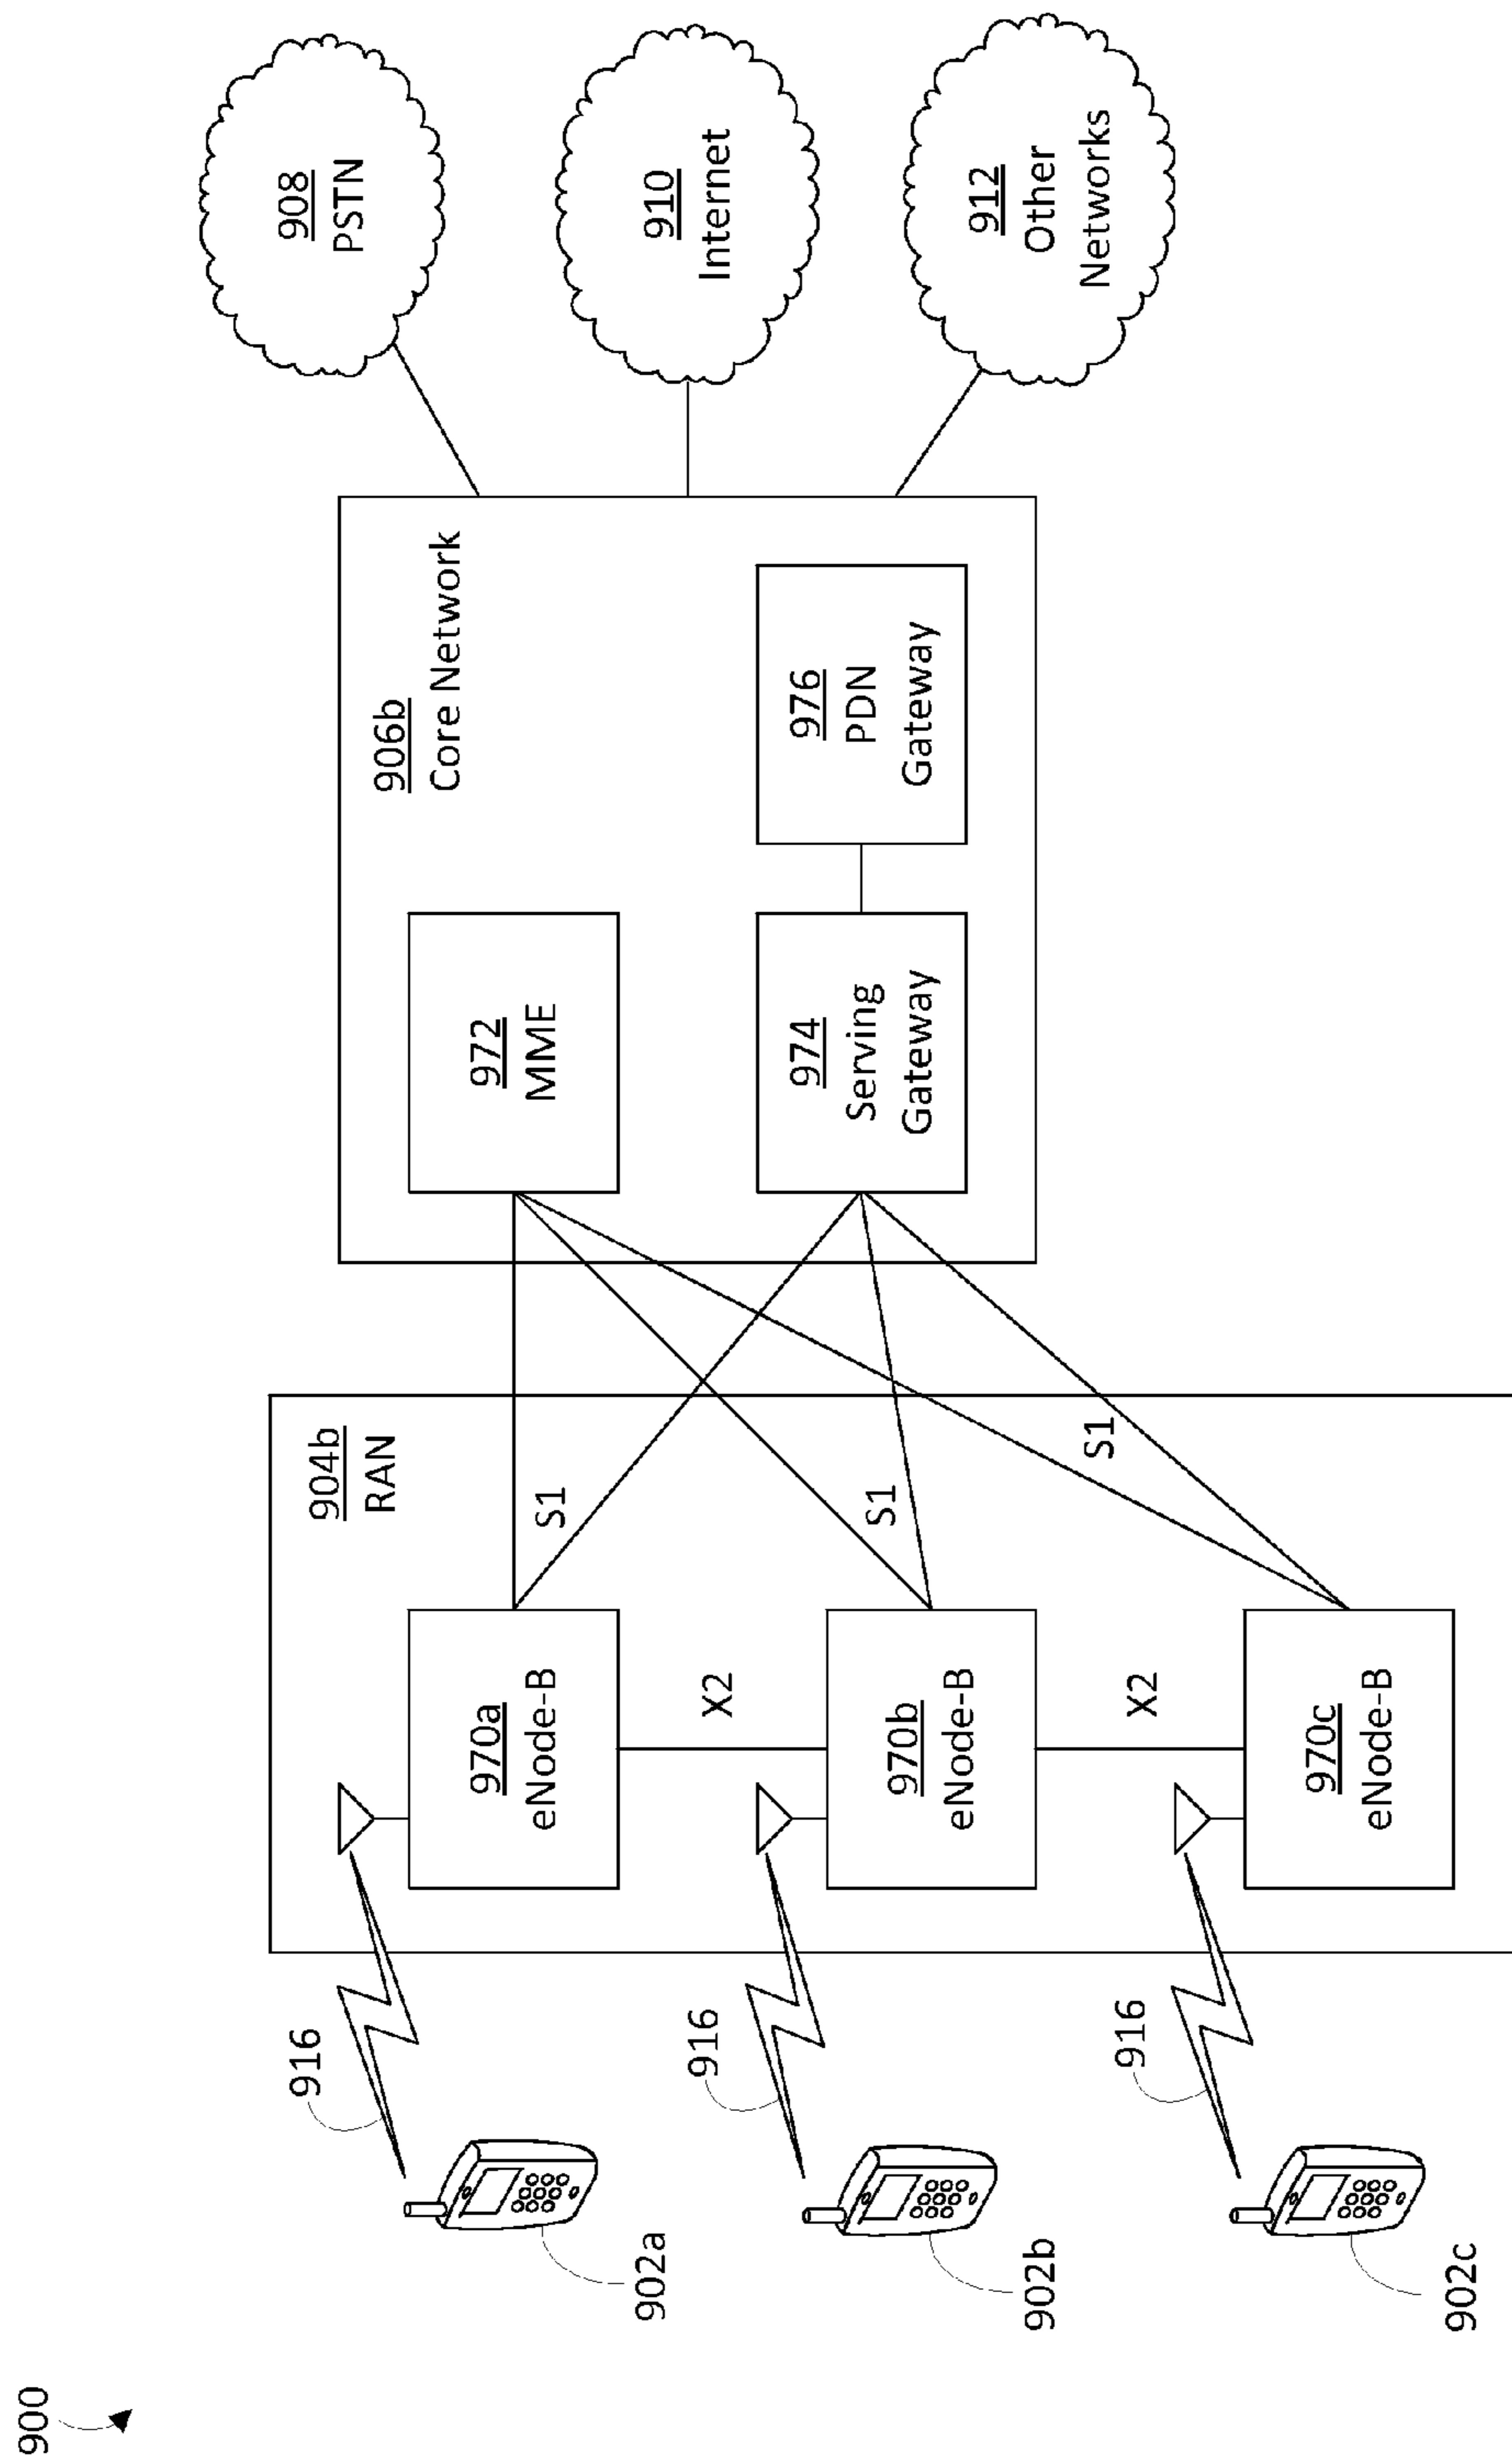 900
902a
902b
902c
916
916
916
904b
RAN
970a
eNode-B
970b
eNode-B
970c
eNode-B
X2
X2
S1
S1
S1
906b
Core Network
972
MME
974
Serving
Gateway
976
PDN
Gateway
908
PSTN
910
Internet
912
Other
Networks